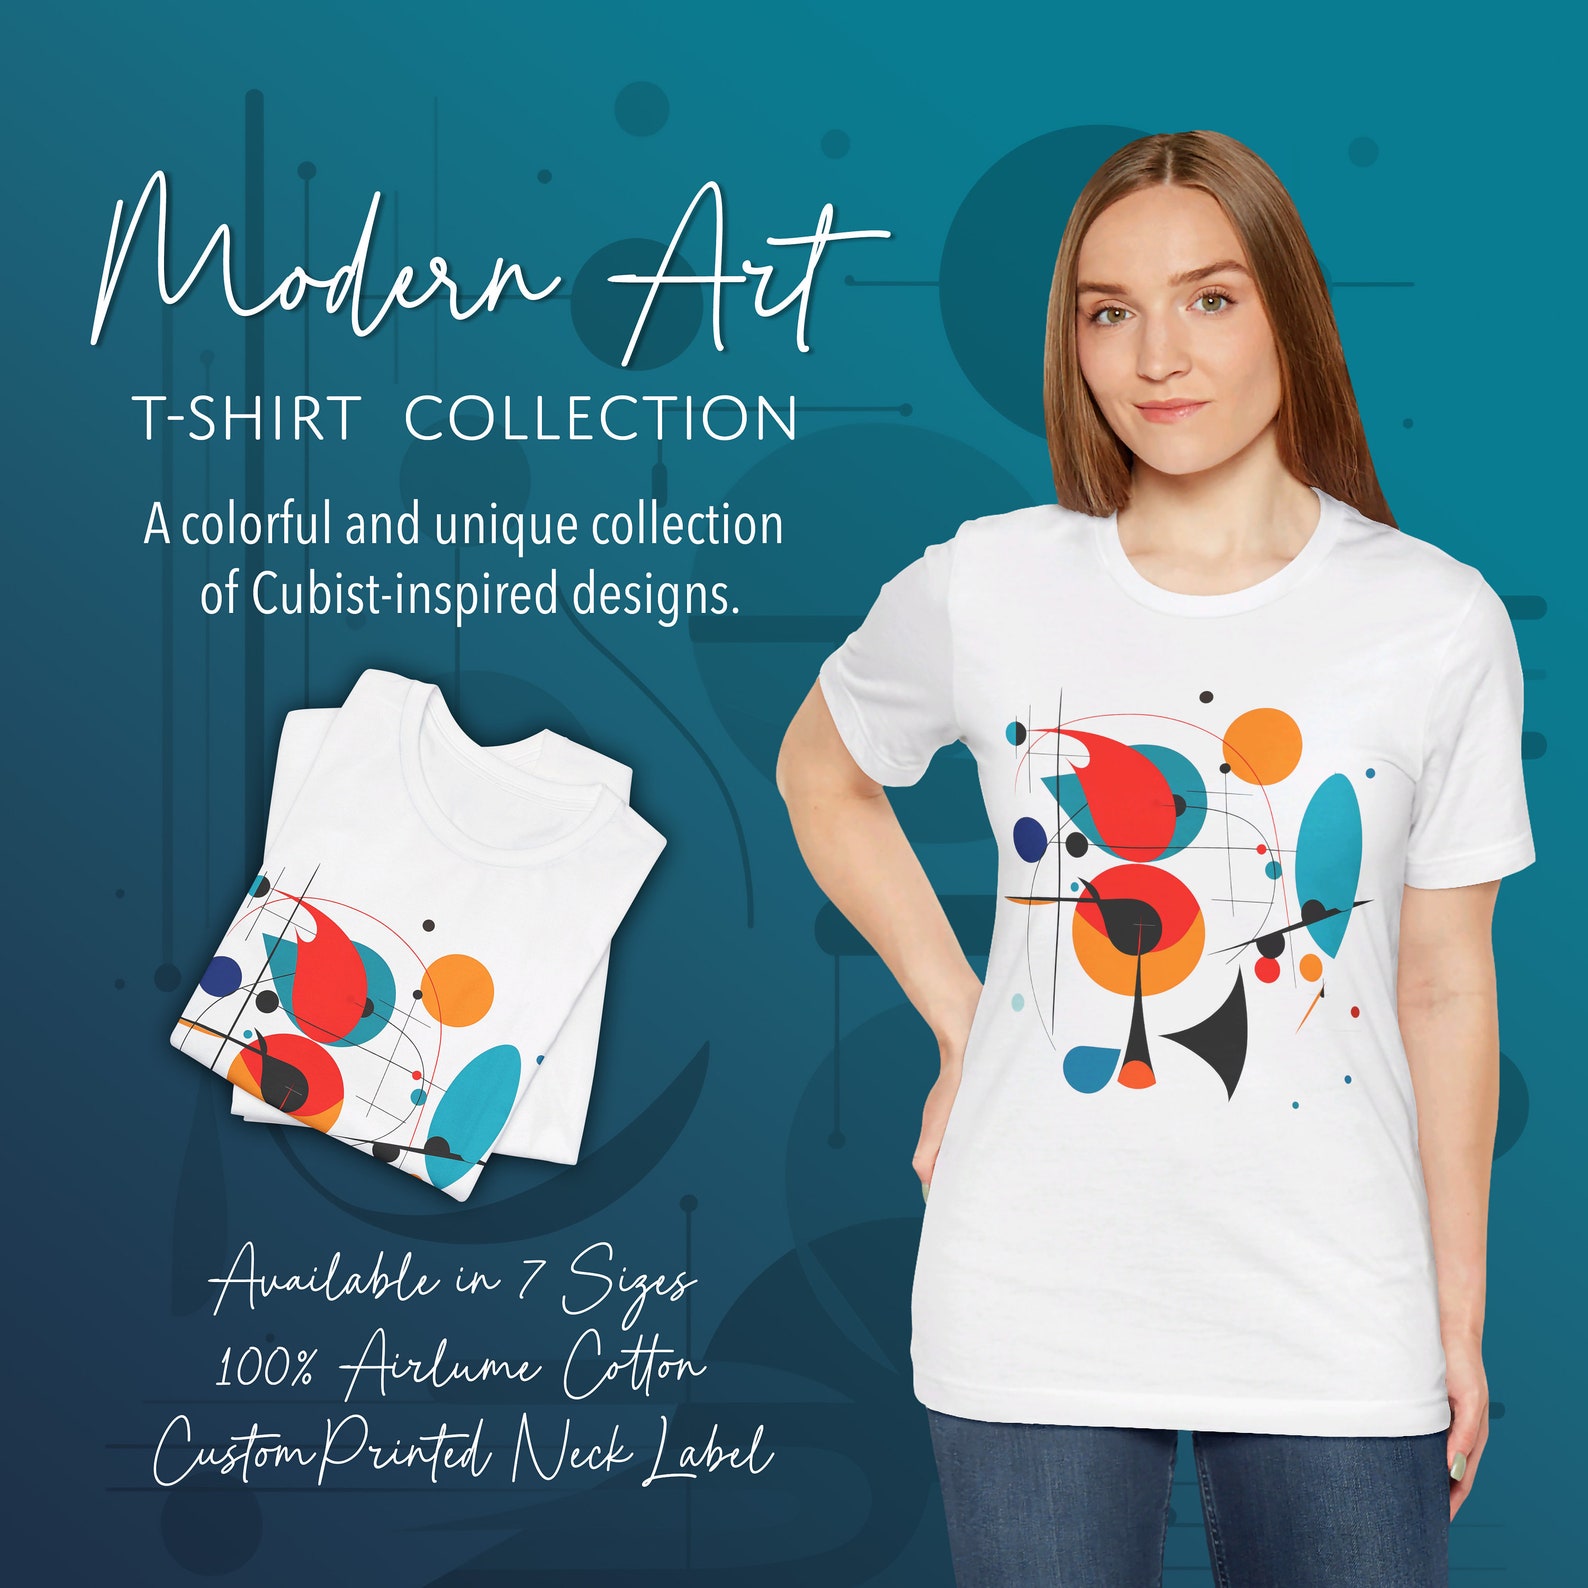 Modern Art
T-SHIRT COLLECTION
A colorful and unique collection
of Cubist-inspired designs.
Available in 7 Sizes
100% Airlume Cotton
Custom Printed Neck Label